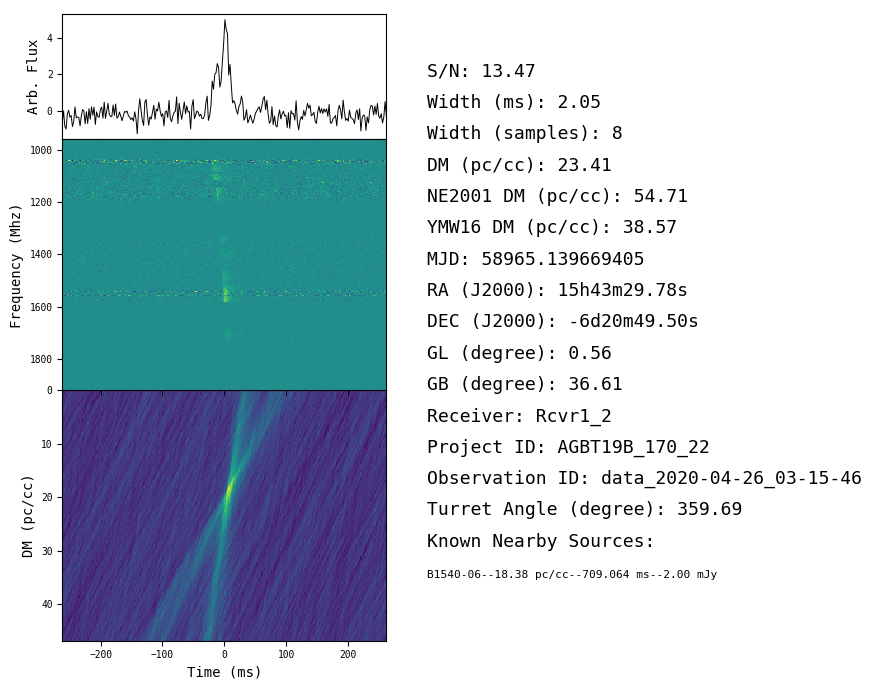 4
2
0
Arb. Flux
1000
1200
1400
1600
1800
Frequency (Mhz)
0
10
20
30
40
DM (pc/cc)
−200
−100
0
100
200
Time (ms)
S/N: 13.47
Width (ms): 2.05
Width (samples): 8
DM (pc/cc): 23.41
NE2001 DM (pc/cc): 54.71
YMW16 DM (pc/cc): 38.57
MJD: 58965.139669405
RA (J2000): 15h43m29.78s
DEC (J2000): -6d20m49.50s
GL (degree): 0.56
GB (degree): 36.61
Receiver: Rcvr1_2
Project ID: AGBT19B_170_22
Observation ID: data_2020-04-26_03-15-46
Turret Angle (degree): 359.69
Known Nearby Sources:
B1540-06--18.38 pc/cc--709.064 ms--2.00 mJy